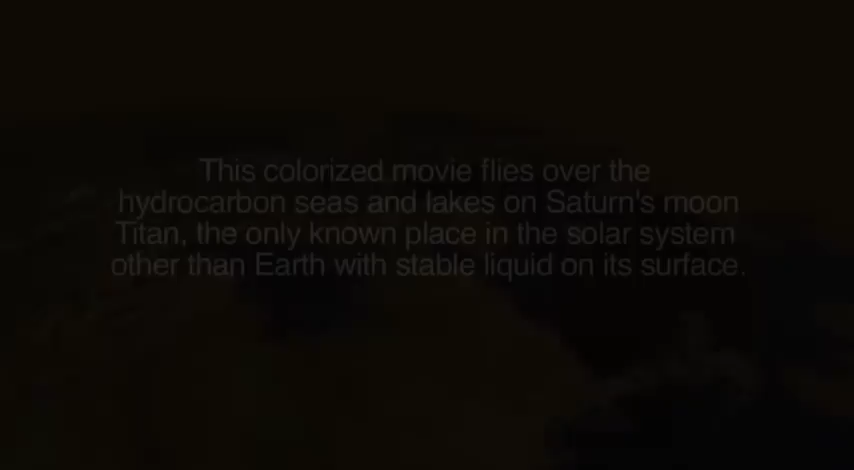 This colorized movie flies over the
hydrocarbon seas and lakes on Saturn's moon
Titan, the only known place in the solar system
other than Earth with stable liquid on its surface.